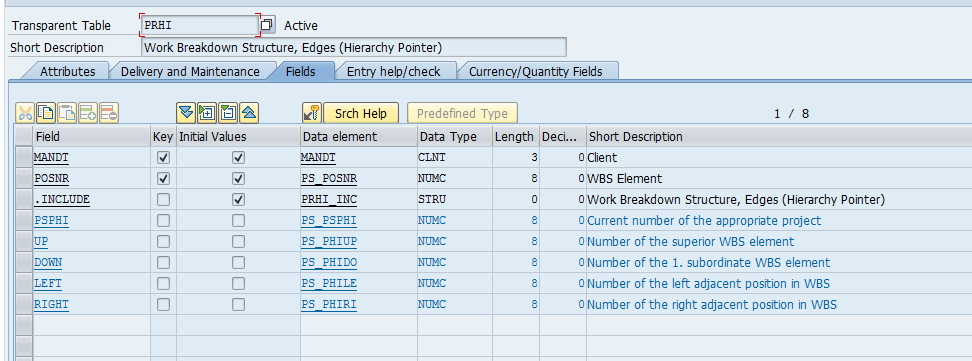 Transparent Table PRHI Active
Short Description Work Breakdown Structure, Edges (Hierarchy Pointer)
Attributes Delivery and Maintenance Fields Entry help/check Currency/Quantity Fields
Srch Help Predefined Type 1 / 8
Field Key Initial Values Data element Data Type Length Deci... Short Description
MANDT MANDT CLNT 3 0 Client
POSNR PS_POSNR NUMC 8 0 WBS Element
.INCLUDE PRHI_INC STRU 0 0 Work Breakdown Structure, Edges (Hierarchy Pointer)
PSPHI PS_PSPHI NUMC 8 0 Current number of the appropriate project
UP PS_PHIUP NUMC 8 0 Number of the superior WBS element
DOWN PS_PHIDO NUMC 8 0 Number of the 1. subordinate WBS element
LEFT PS_PHILE NUMC 8 0 Number of the left adjacent position in WBS
RIGHT PS_PHIRI NUMC 8 0 Number of the right adjacent position in WBS